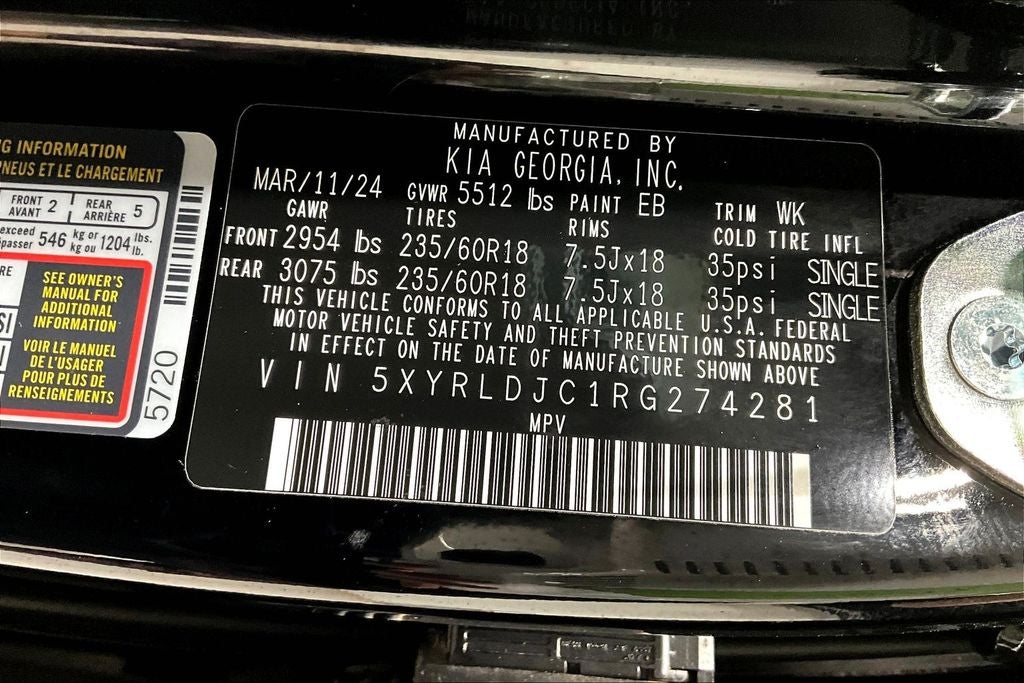 NG INFORMATION
PNEUS ET LE CHARGEMENT
FRONT AVANT 2 REAR ARRIÈRE 5
exceed 546 kg or 1204 lbs.
kg ou lb.
SEE OWNER'S
MANUAL FOR
ADDITIONAL
INFORMATION
VOIR LE MANUEL
DE L'USAGER
POUR PLUS DE
RENSEIGNEMENTS
5720
MANUFACTURED BY
KIA GEORGIA, INC.
MAR/11/24 GVWR 5512 lbs PAINT EB TRIM WK
GAWR TIRES RIMS COLD TIRE INFL
FRONT 2954 lbs 235/60R18 7.5Jx18 35psi SINGLE
REAR 3075 lbs 235/60R18 7.5Jx18 35psi SINGLE
THIS VEHICLE CONFORMS TO ALL APPLICABLE U.S.A. FEDERAL
MOTOR VEHICLE SAFETY AND THEFT PREVENTION STANDARDS
IN EFFECT ON THE DATE OF MANUFACTURE SHOWN ABOVE
VIN 5XYRLDJC1RG274281
MPV